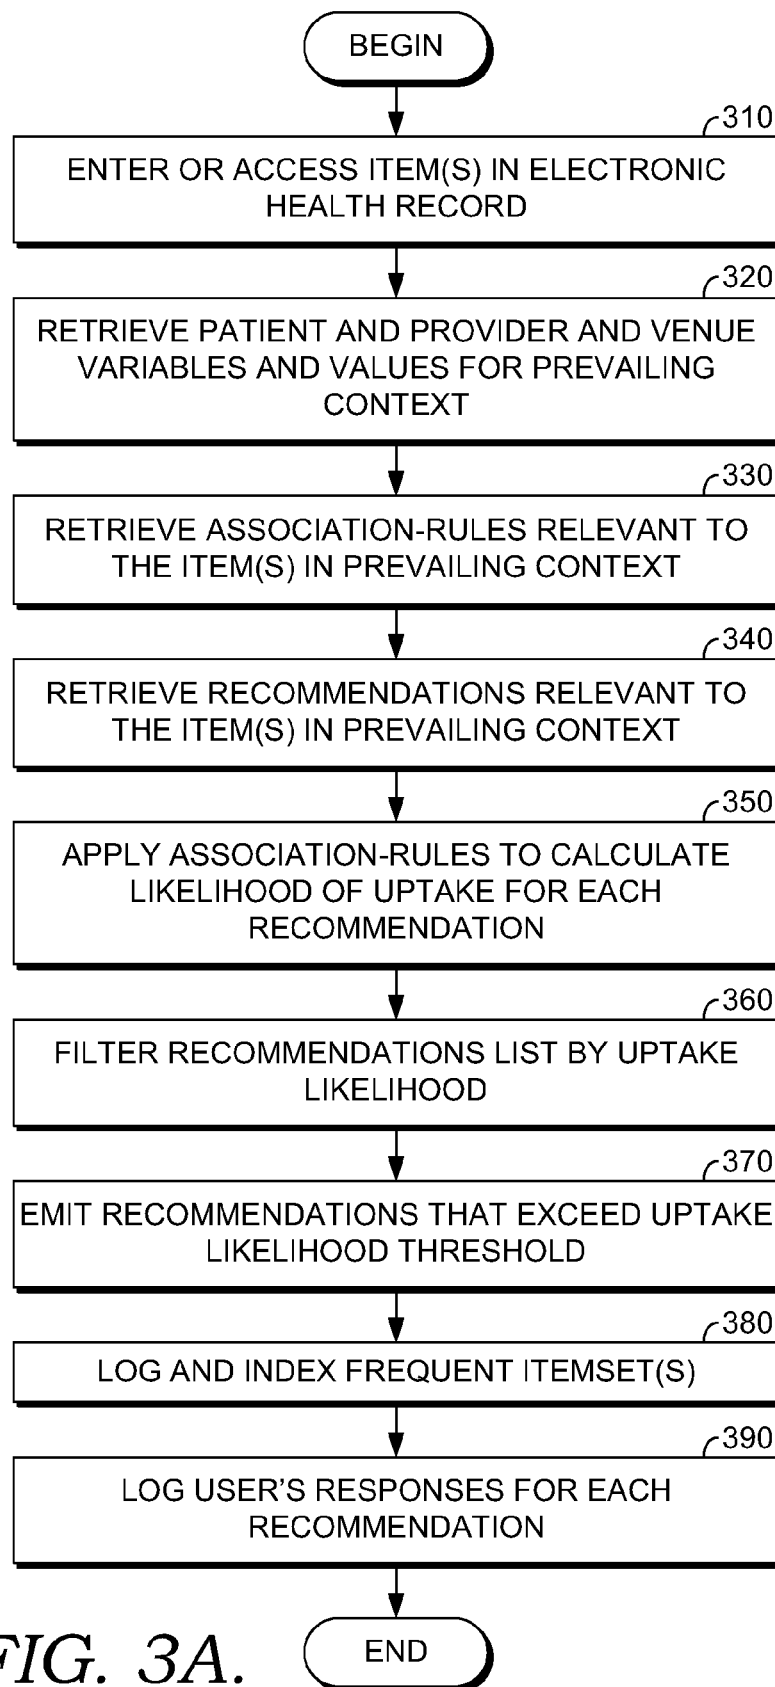 BEGIN
310
ENTER OR ACCESS ITEM(S) IN ELECTRONIC
HEALTH RECORD
320
RETRIEVE PATIENT AND PROVIDER AND VENUE
VARIABLES AND VALUES FOR PREVAILING
CONTEXT
330
RETRIEVE ASSOCIATION-RULES RELEVANT TO
THE ITEM(S) IN PREVAILING CONTEXT
340
RETRIEVE RECOMMENDATIONS RELEVANT TO
THE ITEM(S) IN PREVAILING CONTEXT
350
APPLY ASSOCIATION-RULES TO CALCULATE
LIKELIHOOD OF UPTAKE FOR EACH
RECOMMENDATION
360
FILTER RECOMMENDATIONS LIST BY UPTAKE
LIKELIHOOD
370
EMIT RECOMMENDATIONS THAT EXCEED UPTAKE
LIKELIHOOD THRESHOLD
380
LOG AND INDEX FREQUENT ITEMSET(S)
390
LOG USER'S RESPONSES FOR EACH
RECOMMENDATION
END
FIG. 3A.